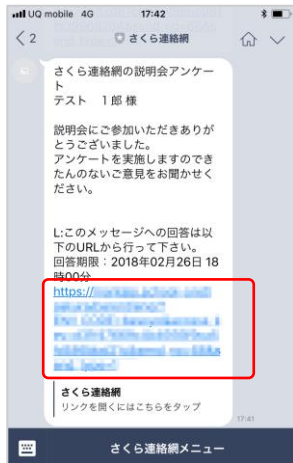 UQ mobile 4G 17:42
2 さくら連絡網
さくら連絡網の説明会アンケー
ト
テスト 1郎 様
説明会にご参加いただきありが
とうございました。
アンケートを実施しますのでき
たんのないご意見をお聞かせく
ださい。
L:このメッセージへの回答は以
下のURLから行って下さい。
回答期限:2018年02月26日 18
時00分
https://
さくら連絡網
リンクを開くにはこちらをタップ
17:41
さくら連絡網メニュー